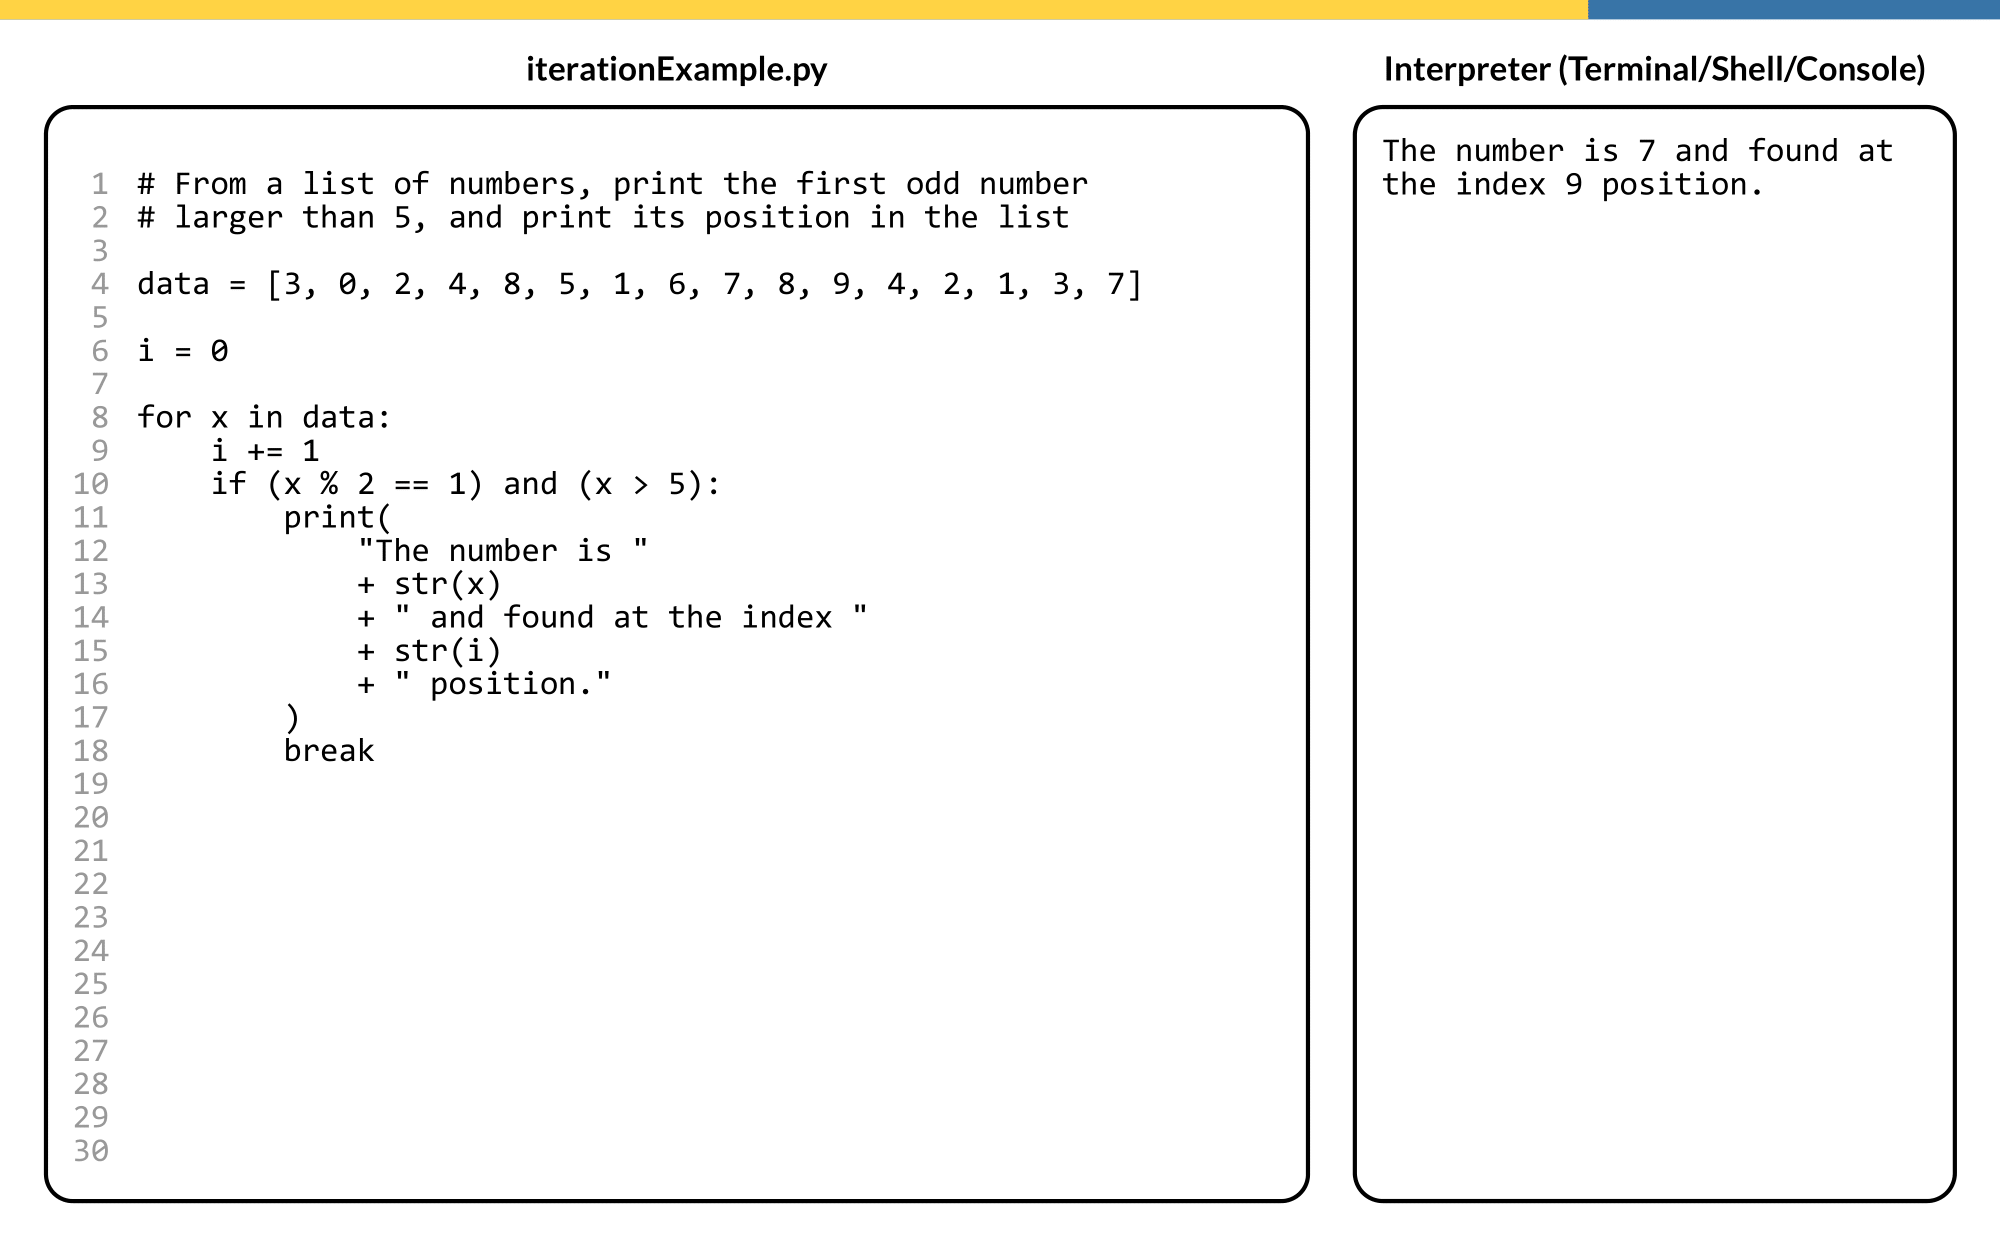 iterationExample.py
1 # From a list of numbers, print the first odd number
2 # larger than 5, and print its position in the list
3
4 data = [3, 0, 2, 4, 8, 5, 1, 6, 7, 8, 9, 4, 2, 1, 3, 7]
5
6 i = 0
7
8 for x in data:
9     i += 1
10     if (x % 2 == 1) and (x > 5):
11         print(
12             "The number is "
13             + str(x)
14             + " and found at the index "
15             + str(i)
16             + " position."
17         )
18         break
19
20
21
22
23
24
25
26
27
28
29
30
Interpreter (Terminal/Shell/Console)
The number is 7 and found at
the index 9 position.